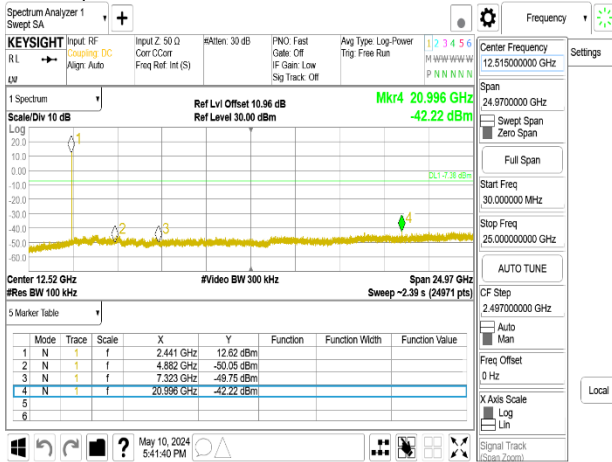 Spectrum Analyzer 1
Swept SA
+
Frequency
KEYSIGHT
Input: RF
Coupling: DC
Align: Auto
Input Z: 50 Ω
Corr CCorr
Freq Ref: Int (S)
#Atten: 30 dB
PNO: Fast
Gate: Off
IF Gain: Low
Sig Track: Off
Avg Type: Log-Power
Trig: Free Run
1 2 3 4 5 6
M W W W W W
P N N N N N
R L
LXI
1 Spectrum
Scale/Div 10 dB
Ref Lvl Offset 10.96 dB
Ref Level 30.00 dBm
Mkr4 20.996 GHz
-42.22 dBm
Log
20.0
10.0
0.00
-10.0
-20.0
-30.0
-40.0
-50.0
-60.0
1
2
3
4
DL1 -7.38 dBm
Center 12.52 GHz
#Res BW 100 kHz
#Video BW 300 kHz
Span 24.97 GHz
Sweep ~2.39 s (24971 pts)
5 Marker Table
Mode Trace Scale X Y Function Function Width Function Value
1 N 1 f 2.441 GHz 12.62 dBm
2 N 1 f 4.882 GHz -50.05 dBm
3 N 1 f 7.323 GHz -49.75 dBm
4 N 1 f 20.996 GHz -42.22 dBm
5
6
May 10, 2024
5:41:40 PM
?
Center Frequency
12.515000000 GHz
Settings
Span
24.9700000 GHz
Swept Span
Zero Span
Full Span
Start Freq
30.000000 MHz
Stop Freq
25.000000000 GHz
AUTO TUNE
CF Step
2.497000000 GHz
Auto
Man
Freq Offset
0 Hz
X Axis Scale
Log
Lin
Local
Signal Track
(Span Zoom)